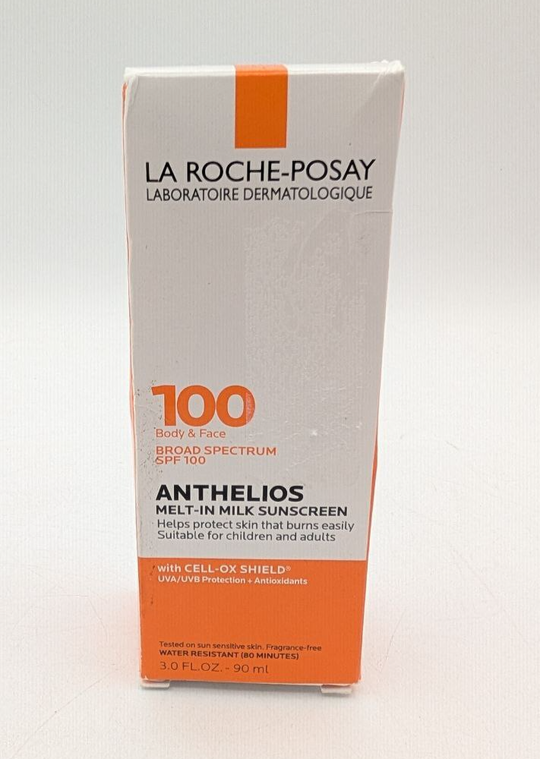 LA ROCHE-POSAY
LABORATOIRE DERMATOLOGIQUE
100
Body & Face
BROAD SPECTRUM
SPF 100
ANTHELIOS
MELT-IN MILK SUNSCREEN
Helps protect skin that burns easily
Suitable for children and adults
with CELL-OX SHIELD®
UVA/UVB Protection + Antioxidants
Tested on sun sensitive skin. Fragrance-free
WATER RESISTANT (80 MINUTES)
3.0 FL.OZ. - 90 ml